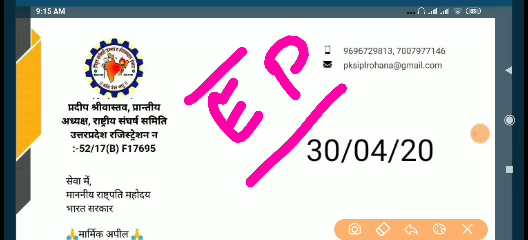 9:15 AM
9696729813, 7007977146
pksiplrohana@gmail.com
EP
प्रदीप श्रीवास्तव, प्रान्तीय
अध्यक्ष, राष्ट्रीय संघर्ष समिति
उत्तरप्रदेश रजिस्ट्रेशन न
:-52/17(B) F17695
30/04/20
सेवा में,
माननीय राष्ट्रपति महोदय
भारत सरकार
🙏मार्मिक अपील 🙏